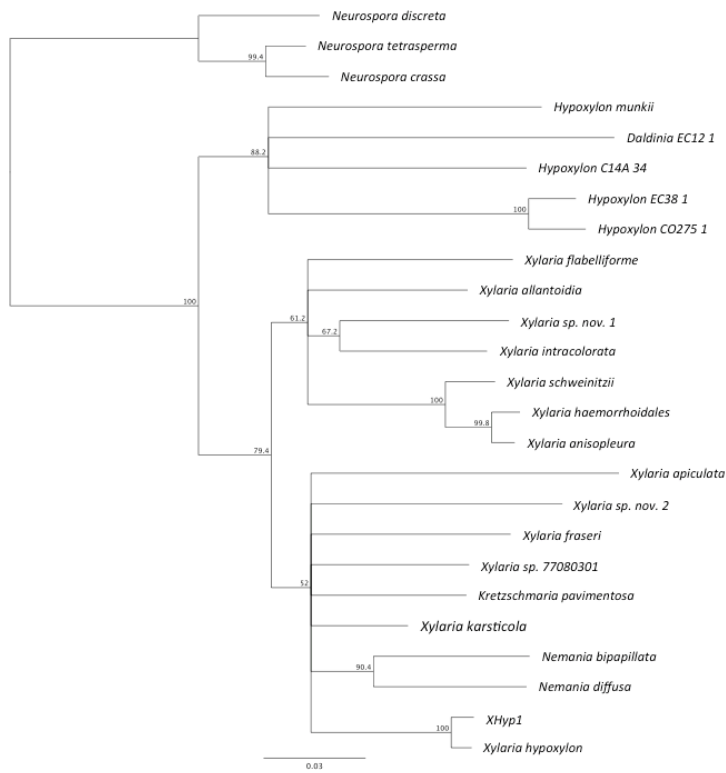 Neurospora discreta
Neurospora tetrasperma
99.4
Neurospora crassa
Hypoxylon munkii
Daldinia EC12 1
88.2
Hypoxylon C14A 34
Hypoxylon EC38 1
100
Hypoxylon CO275 1
Xylaria flabelliforme
Xylaria allantoidia
100
61.2
Xylaria sp. nov. 1
67.2
Xylaria intracolorata
Xylaria schweinitzii
100
Xylaria haemorrhoidales
99.8
Xylaria anisopleura
79.4
Xylaria apiculata
Xylaria sp. nov. 2
Xylaria fraseri
Xylaria sp. 77080301
52
Kretzschmaria pavimentosa
Xylaria karsticola
Nemania bipapillata
90.4
Nemania diffusa
XHyp1
100
Xylaria hypoxylon
0.03